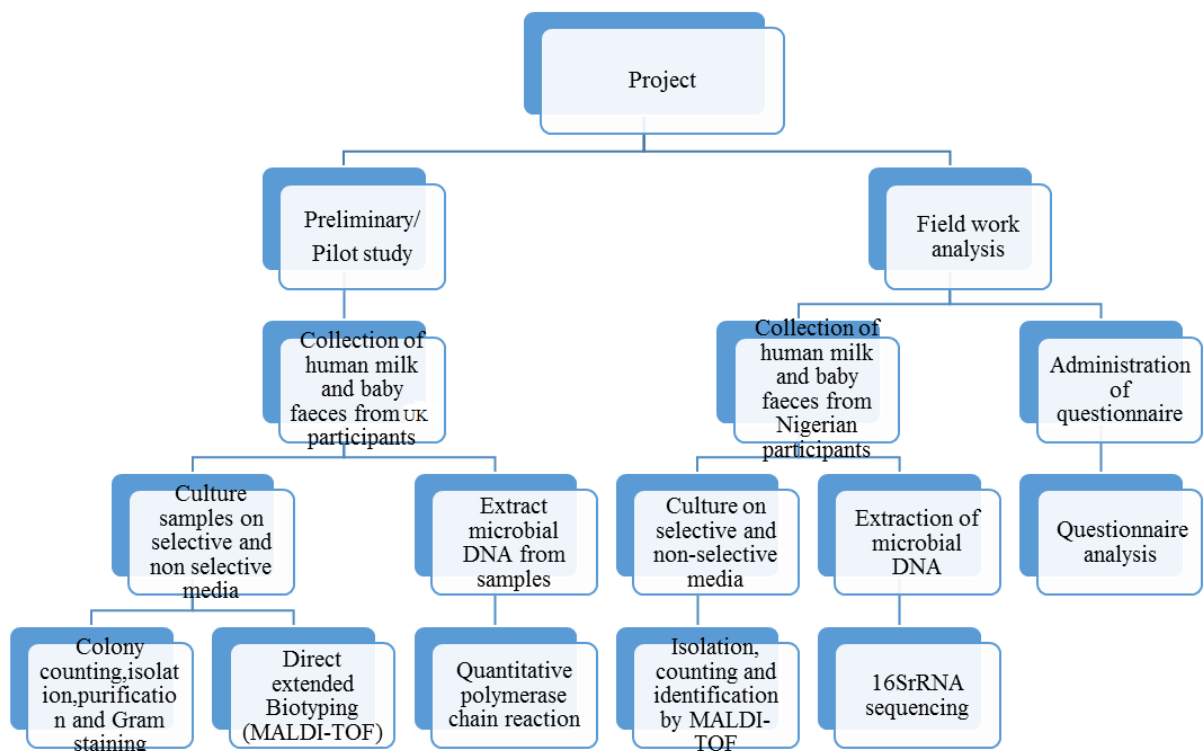 Project
Preliminary/
Pilot study
Field work
analysis
Collection of
human milk
and baby
faeces from UK
participants
Collection of
human milk
and baby
faeces from
Nigerian
participants
Administration
of
questionnaire
Culture
samples on
selective and
non selective
media
Extract
microbial
DNA from
samples
Culture on
selective and
non-selective
media
Extraction of
microbial
DNA
Questionnaire
analysis
Colony
counting,isolat
ion,purificatio
n and Gram
staining
Direct
extended
Biotyping
(MALDI-TOF)
Quantitative
polymerase
chain reaction
Isolation,
counting and
identification
by MALDI-
TOF
16SrRNA
sequencing